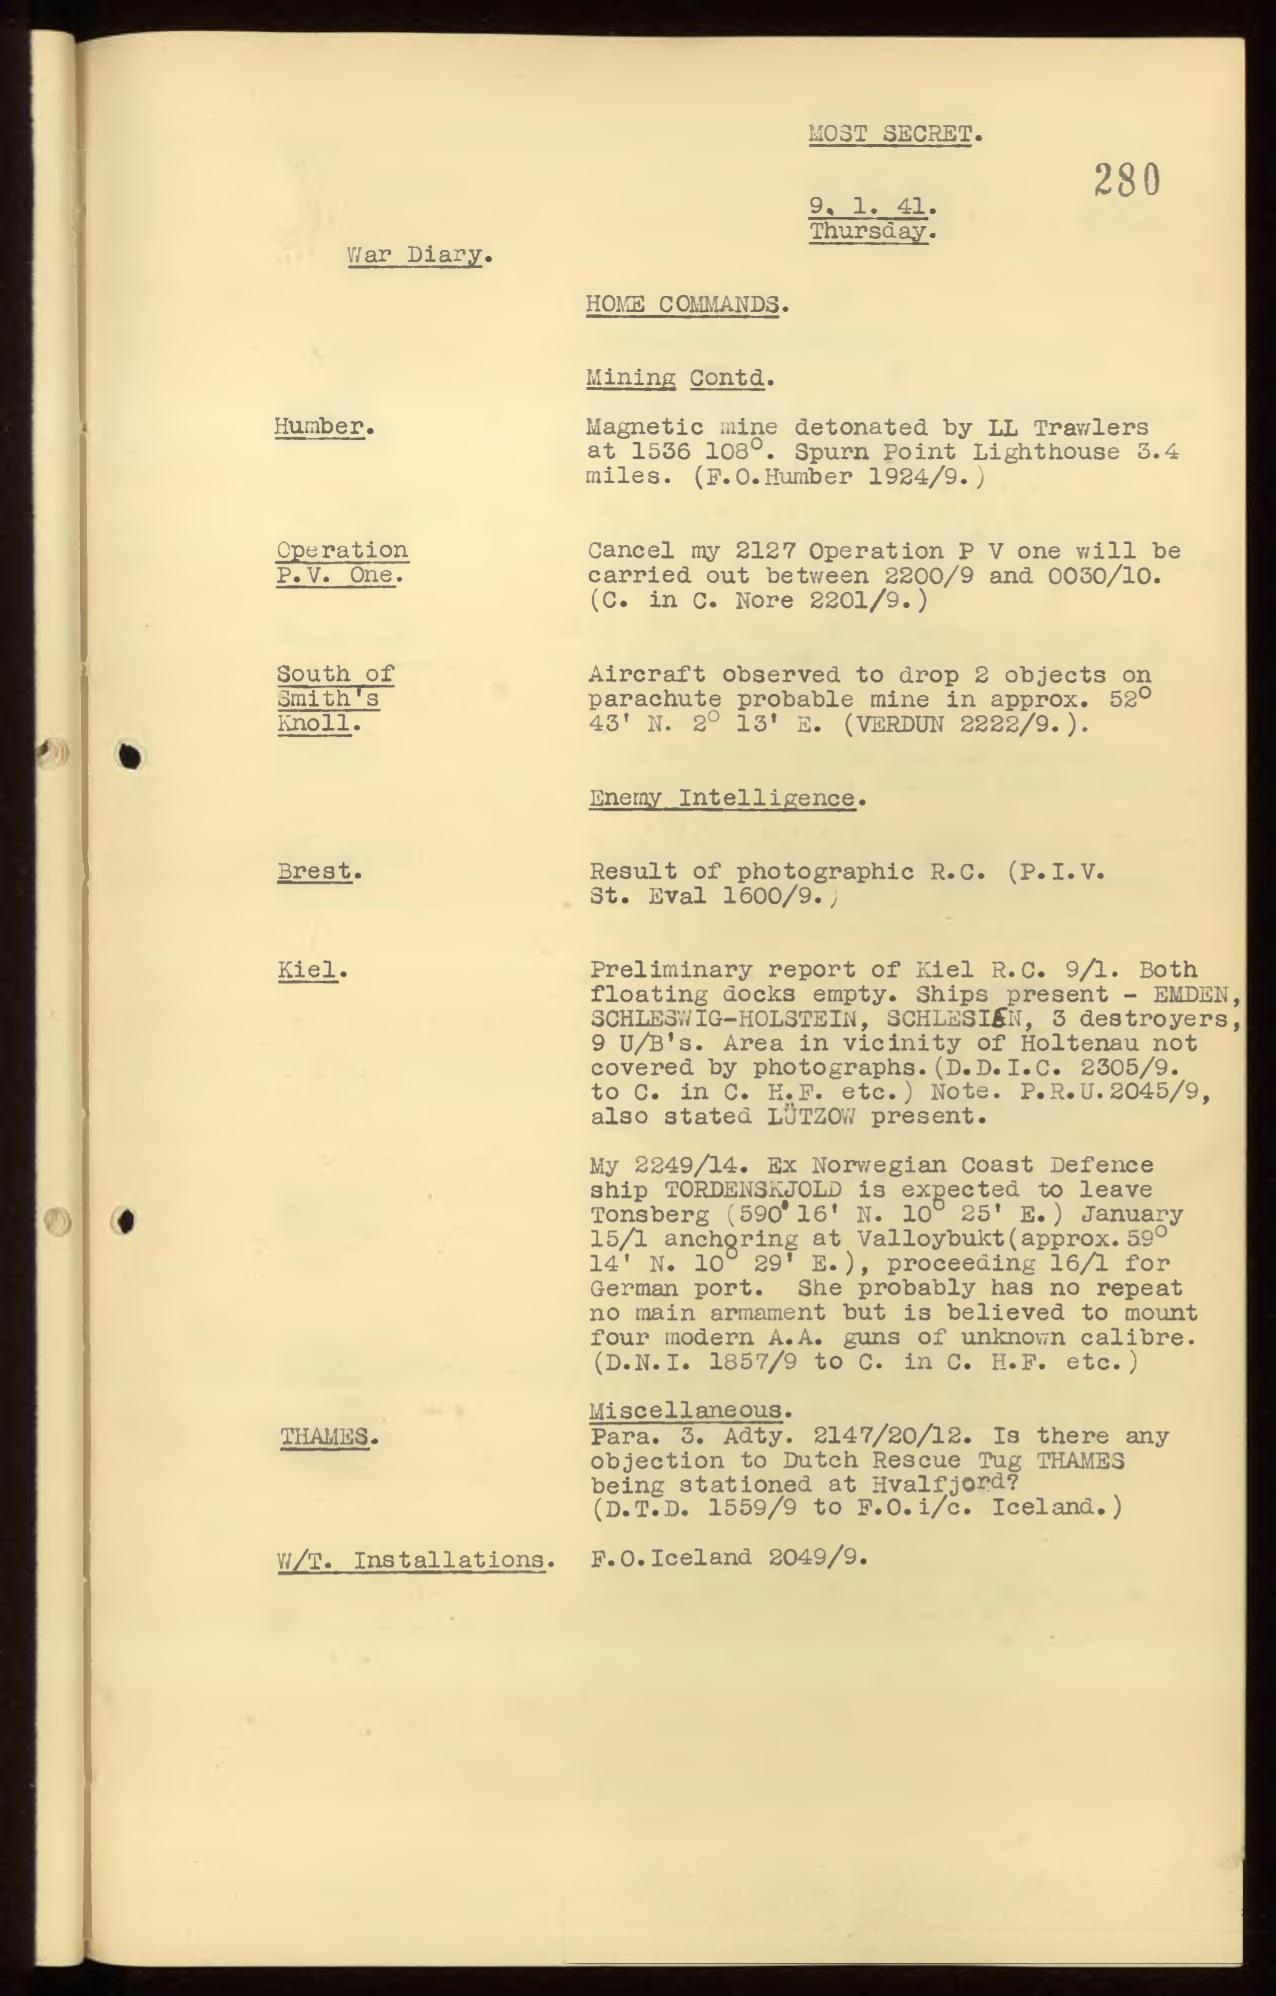 MOST SECRET.
280
9. 1. 41.
Thursday.
War Diary.
HOME COMMANDS.
Mining Contd.
Humber.
Magnetic mine detonated by LL Trawlers
at 1536 108°. Spurn Point Lighthouse 3.4
miles. (F.O.Humber 1924/9.)
Operation
P.V. One.
Cancel my 2127 Operation P V one will be
carried out between 2200/9 and 0030/10.
(C. in C. Nore 2201/9.)
South of
Smith's
Knoll.
Aircraft observed to drop 2 objects on
parachute probable mine in approx. 52°
43' N. 2° 13' E. (VERDUN 2222/9.).
Enemy Intelligence.
Brest.
Result of photographic R.C. (P.I.V.
St. Eval 1600/9.)
Kiel.
Preliminary report of Kiel R.C. 9/1. Both
floating docks empty. Ships present - EMDEN,
SCHLESWIG-HOLSTEIN, SCHLESIEN, 3 destroyers,
9 U/B's. Area in vicinity of Holtenau not
covered by photographs.(D.D.I.C. 2305/9.
to C. in C. H.F. etc.) Note. P.R.U.2045/9,
also stated LÜTZOW present.
My 2249/14. Ex Norwegian Coast Defence
ship TORDENSKJOLD is expected to leave
Tonsberg (590°16' N. 10° 25' E.) January
15/1 anchoring at Valloybukt(approx.59°
14' N. 10° 29' E.), proceeding 16/1 for
German port. She probably has no repeat
no main armament but is believed to mount
four modern A.A. guns of unknown calibre.
(D.N.I. 1857/9 to C. in C. H.F. etc.)
Miscellaneous.
THAMES.
Para. 3. Adty. 2147/20/12. Is there any
objection to Dutch Rescue Tug THAMES
being stationed at Hvalfjord?
(D.T.D. 1559/9 to F.O.i/c. Iceland.)
W/T. Installations.
F.O.Iceland 2049/9.